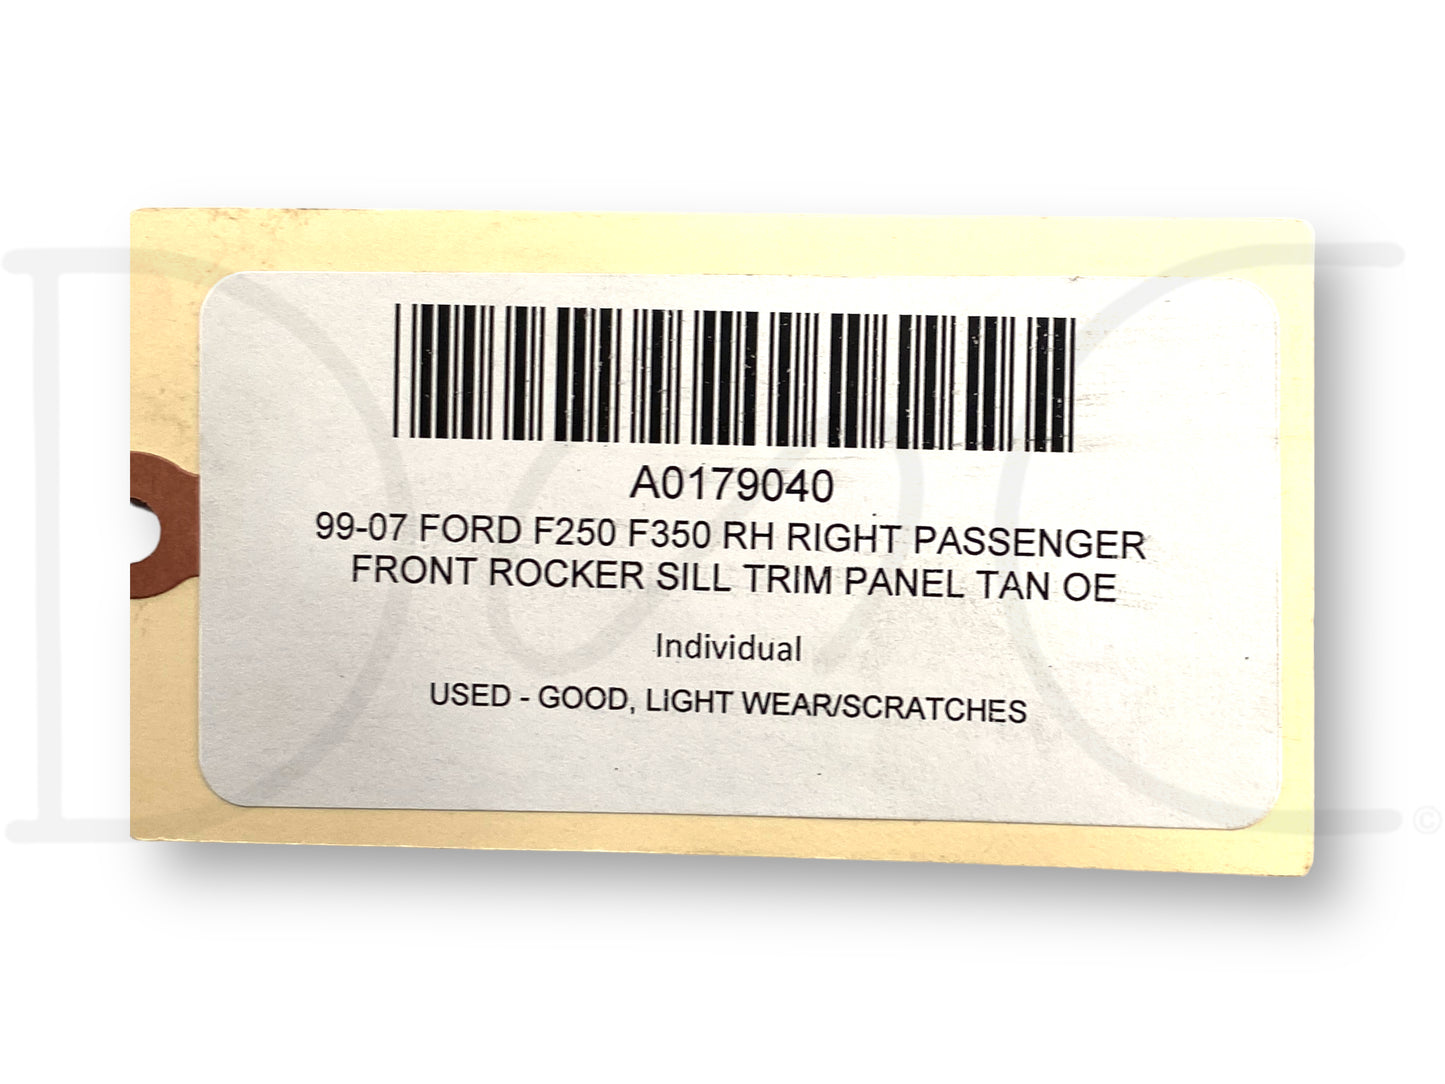 A0179040
99-07 FORD F250 F350 RH RIGHT PASSENGER
FRONT ROCKER SILL TRIM PANEL TAN OE
Individual
USED - GOOD, LIGHT WEAR/SCRATCHES
©